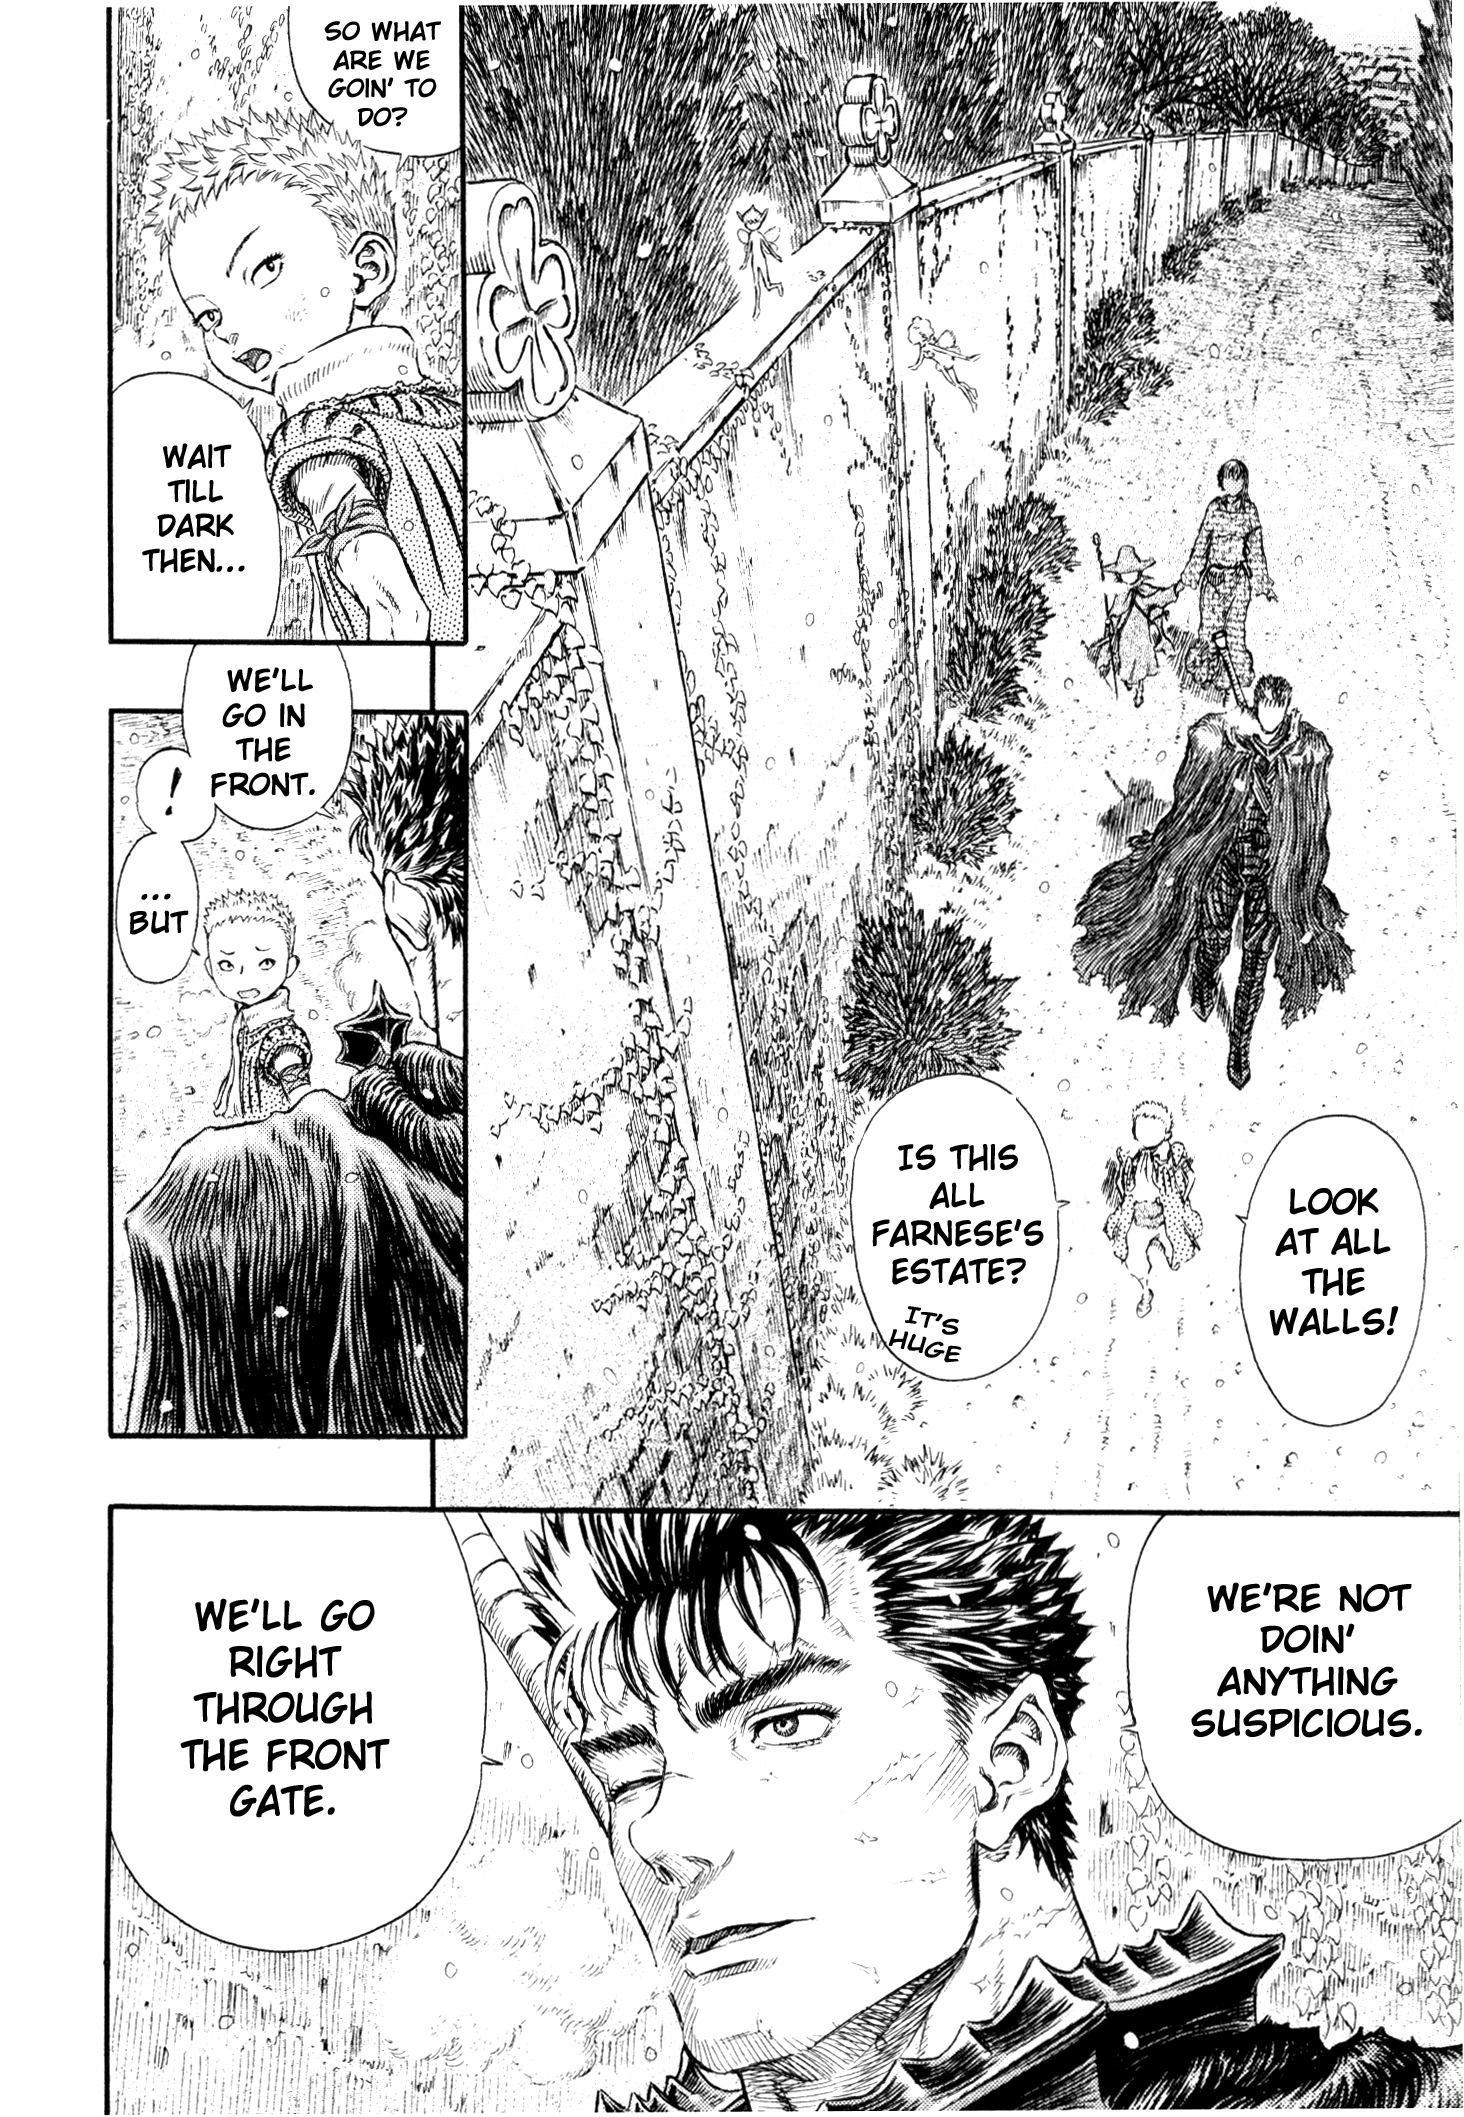 LOOK
AT ALL
THE
WALLS!
IS THIS
ALL
FARNESE'S
ESTATE?
IT'S
HUGE
SO WHAT
ARE WE
GOIN' TO
DO?
WAIT
TILL
DARK
THEN...
WE'LL
GO IN
THE
FRONT.
!
...
BUT
WE'RE NOT
DOIN'
ANYTHING
SUSPICIOUS.
WE'LL GO
RIGHT
THROUGH
THE FRONT
GATE.